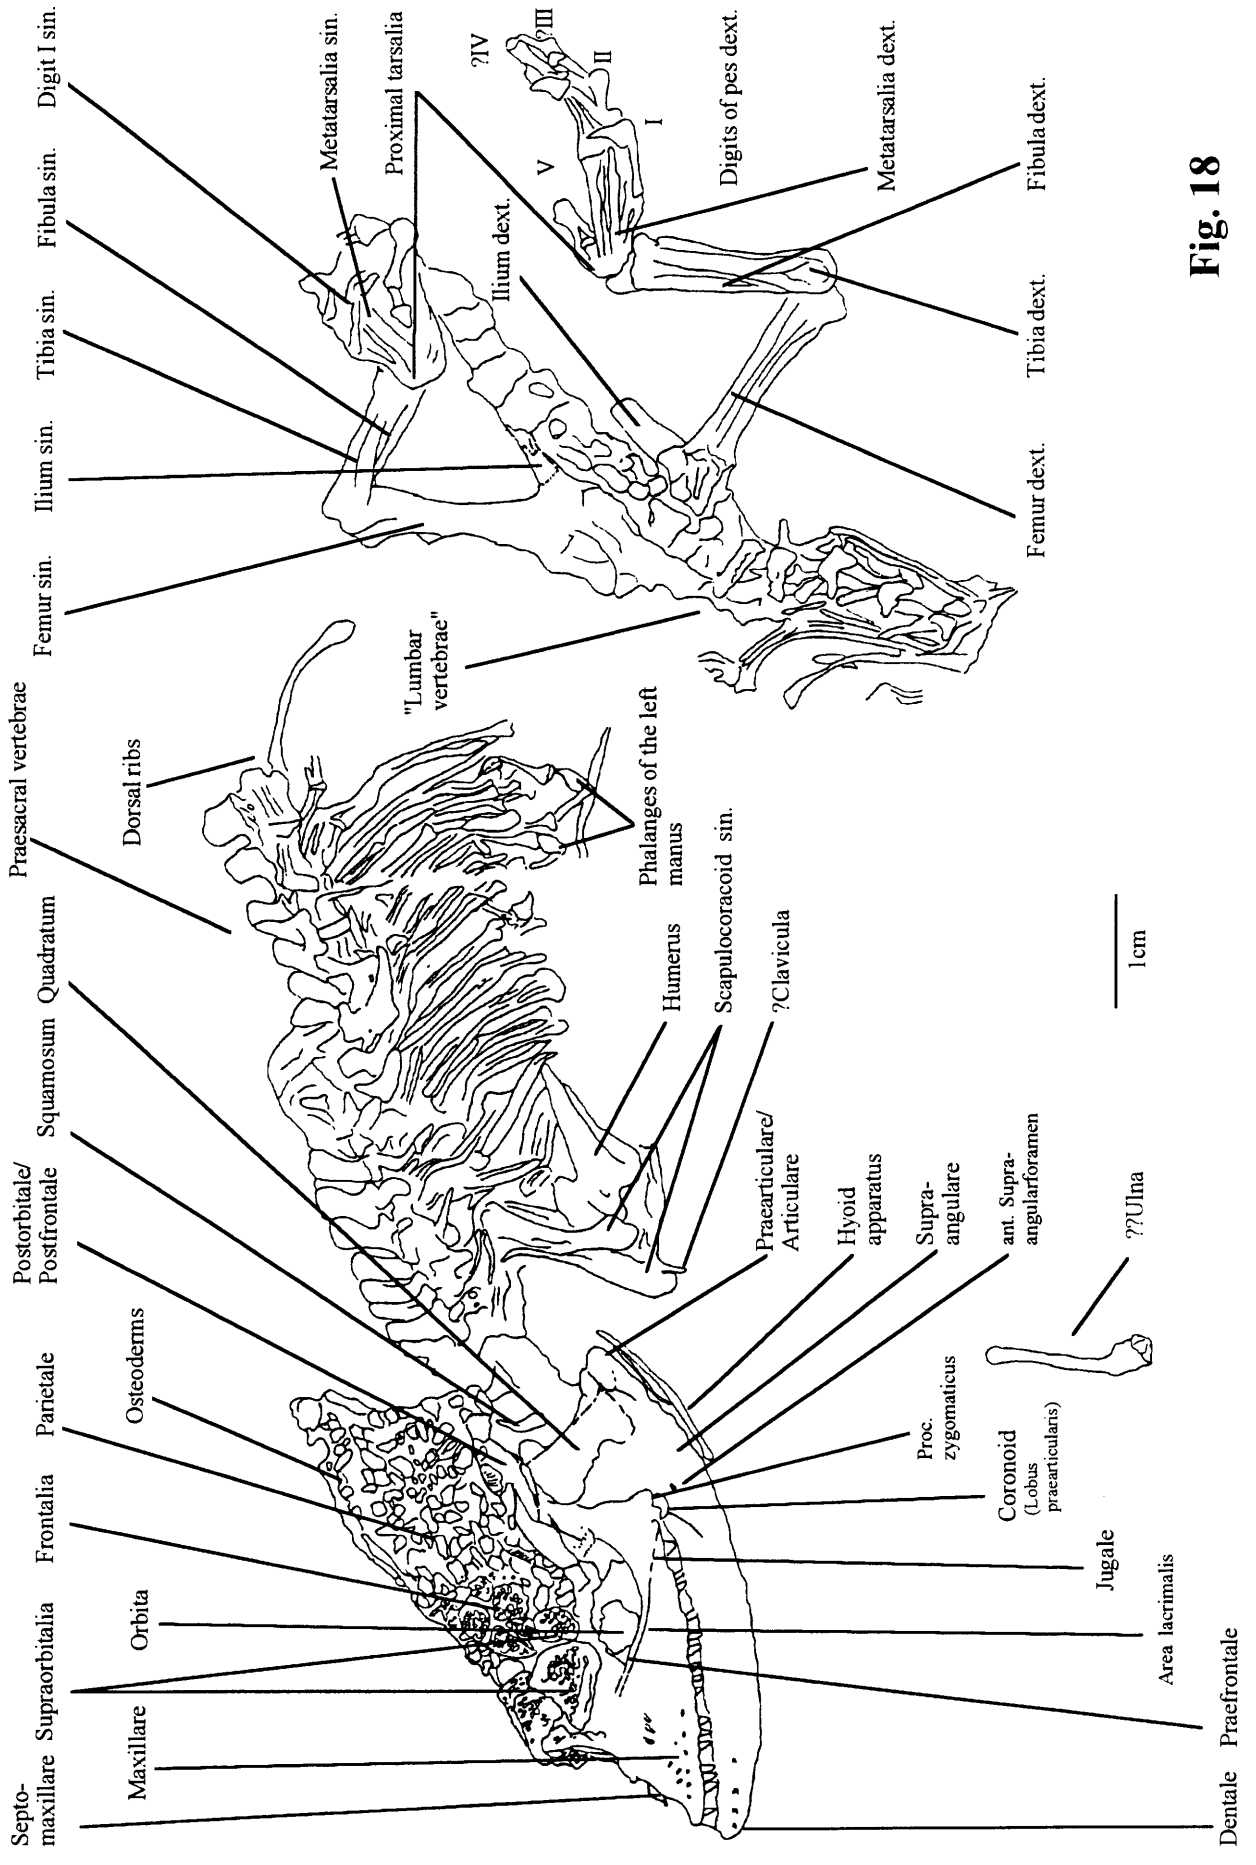 Septo-
maxillare
Supraorbitalia
Frontalia
Parietale
Postorbitale/
Postfrontale
Squamosum
Quadratum
Praesacral vertebrae
Femur sin.
Ilium sin.
Tibia sin.
Fibula sin.
Digit I sin.
Maxillare
Orbita
Osteoderms
Dorsal ribs
Metatarsalia sin.
Proximal tarsalia
"Lumbar
vertebrae"
Ilium dext.
?IV
?III
II
I
V
Phalanges of the left
manus
Humerus
Scapulocoracoid sin.
?Clavicula
Digits of pes dext.
Metatarsalia dext.
Praearticulare/
Articulare
Hyoid
apparatus
Supra-
angulare
ant. Supra-
angularforamen
??Ulna
Femur dext.
Tibia dext.
Fibula dext.
Proc.
zygomaticus
Coronoid
(Lobus
praearticularis)
Jugale
Area lacrimalis
Dentale
Praefrontale
1cm
Fig. 18